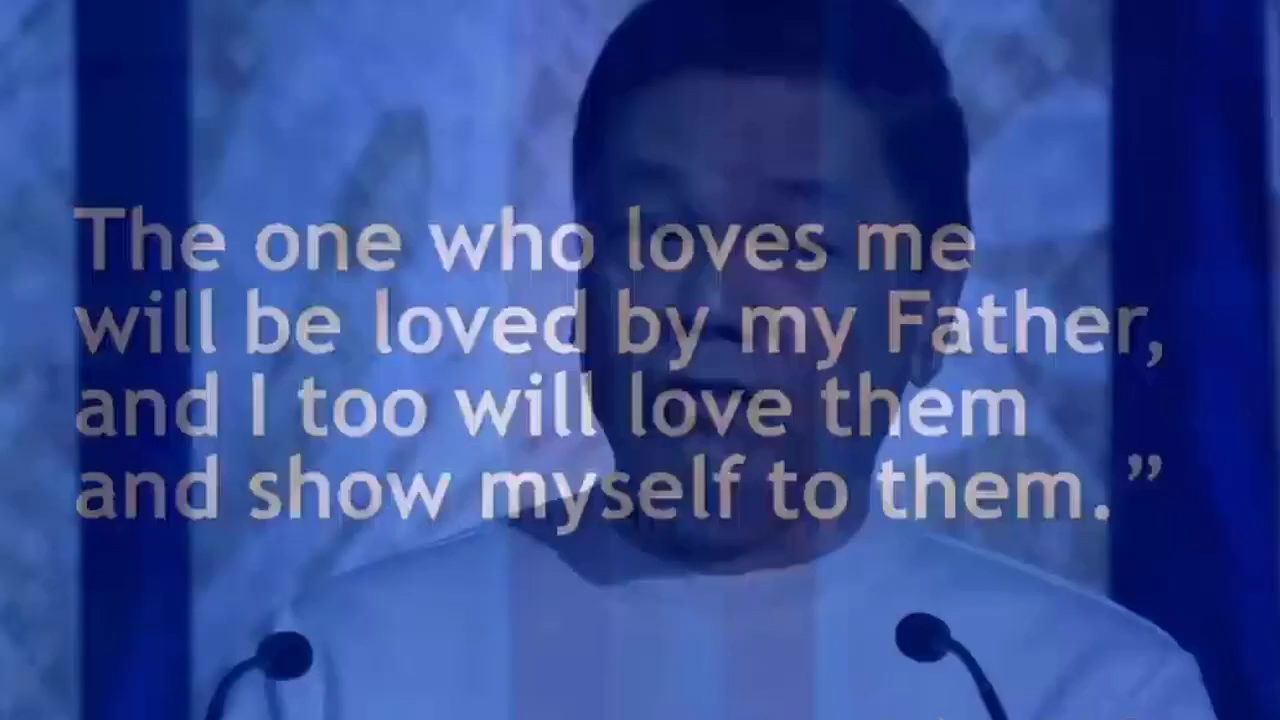 The one who loves me
will be loved by my Father,
and I too will love them
and show myself to them.”